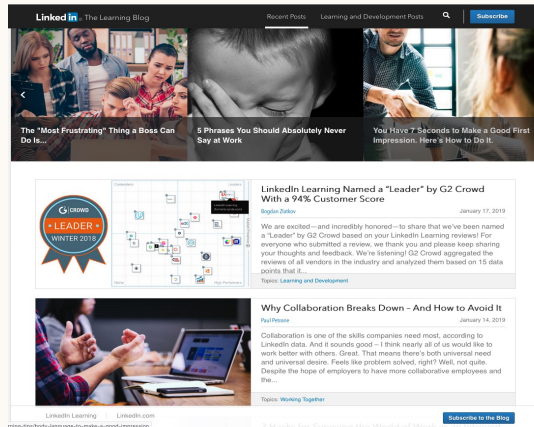 Linked in. The Learning Blog
Recent Posts
Learning and Development Posts
Subscribe
The "Most Frustrating" Thing a Boss Can
Do Is...
5 Phrases You Should Absolutely Never
Say at Work
You Have 7 Seconds to Make a Good First
Impression. Here's How to Do it.
CROWD
LEADER
WINTER 2018
Contenders
Leaders
Niche
High Performers
LinkedIn Learning Named a "Leader" by G2 Crowd
With a 94% Customer Score
Bogdan Zlatkov
January 17, 2019
We are excited—and incredibly honored—to share that we've been named
a "Leader" by G2 Crowd based on your LinkedIn Learning reviews! For
everyone who submitted a review, we thank you and please keep sharing
your thoughts and feedback. We're listening! G2 Crowd aggregated the
reviews of all vendors in the industry and analyzed them based on 15 data
points that it...
Topics: Learning and Development
Why Collaboration Breaks Down – And How to Avoid It
Paul Petrone
January 14, 2019
Collaboration is one of the skills companies need most, according to
LinkedIn data. And it sounds good – I think nearly all of us would like to
work better with others. Great. That means there's both universal need
and universal desire. Feels like problem solved, right? Well, not quite.
Despite the hope of employers to have more collaborative employees and
the...
Topics: Working Together
LinkedIn Learning
LinkedIn.com
Subscribe to the Blog